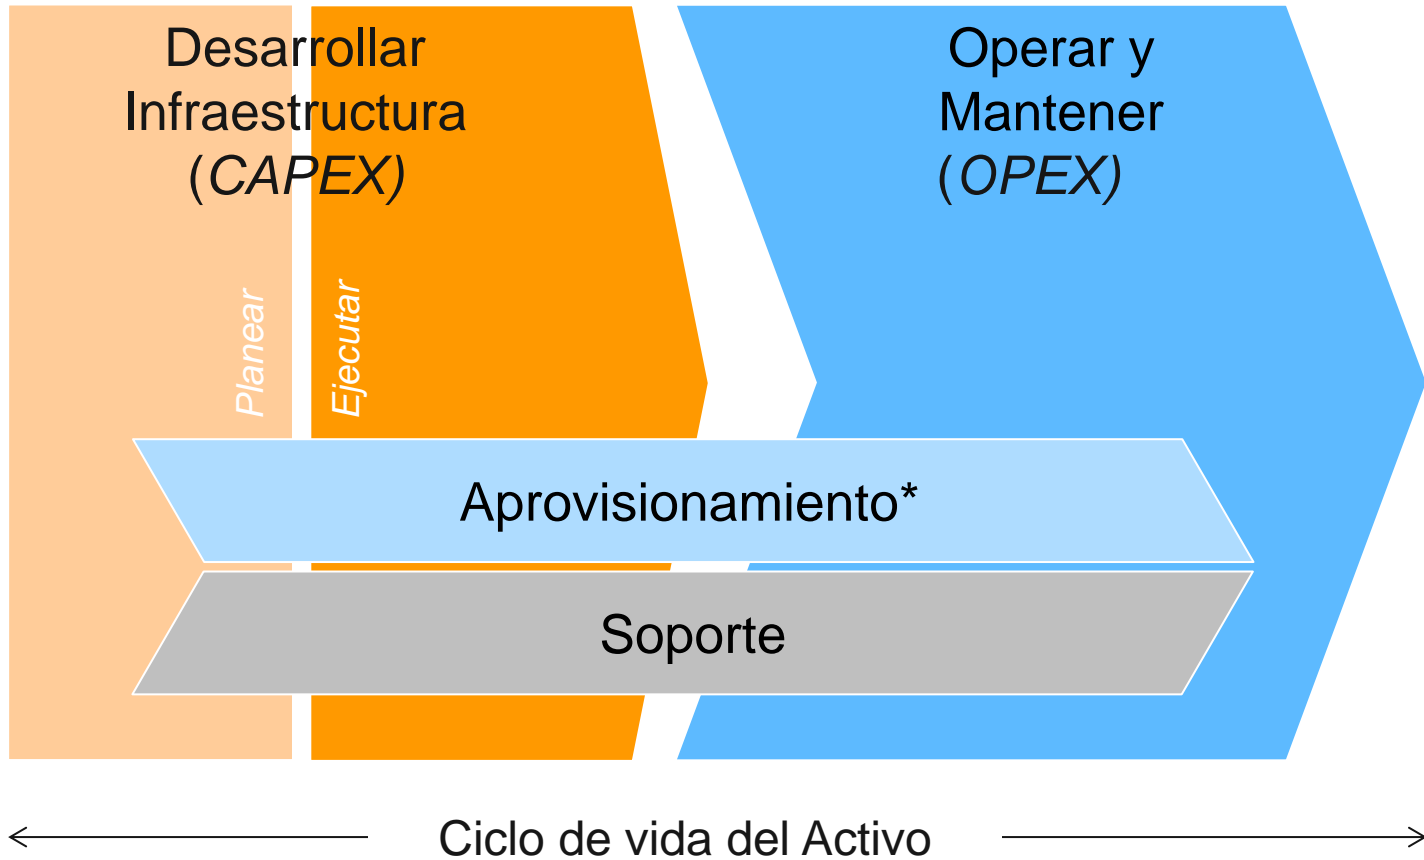 Desarrollar
Infraestructura
(CAPEX)
Operar y
Mantener
(OPEX)
Planear
Ejecutar
Aprovisionamiento*
Soporte
Ciclo de vida del Activo